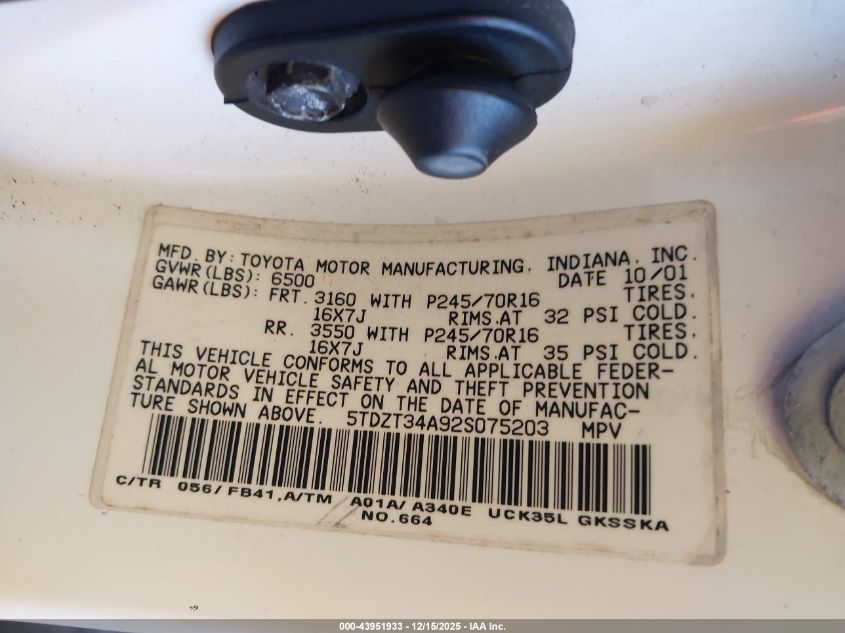 MFD. BY: TOYOTA MOTOR MANUFACTURING, INDIANA, INC.
GVWR(LBS): 6500 DATE 10/01
GAWR(LBS): FRT. 3160 WITH P245/70R16 TIRES,
16X7J RIMS.AT 32 PSI COLD.
RR. 3550 WITH P245/70R16 TIRES,
16X7J RIMS.AT 35 PSI COLD.
THIS VEHICLE CONFORMS TO ALL APPLICABLE FEDER-
AL MOTOR VEHICLE SAFETY AND THEFT PREVENTION
STANDARDS IN EFFECT ON THE DATE OF MANUFAC-
TURE SHOWN ABOVE. 5TDZT34A92S075203 MPV
C/TR 056/FB41,A/TM A01A/A340E UCK35L GKSSKA
NO.664
000-43951933 - 12/15/2025 - IAA Inc.